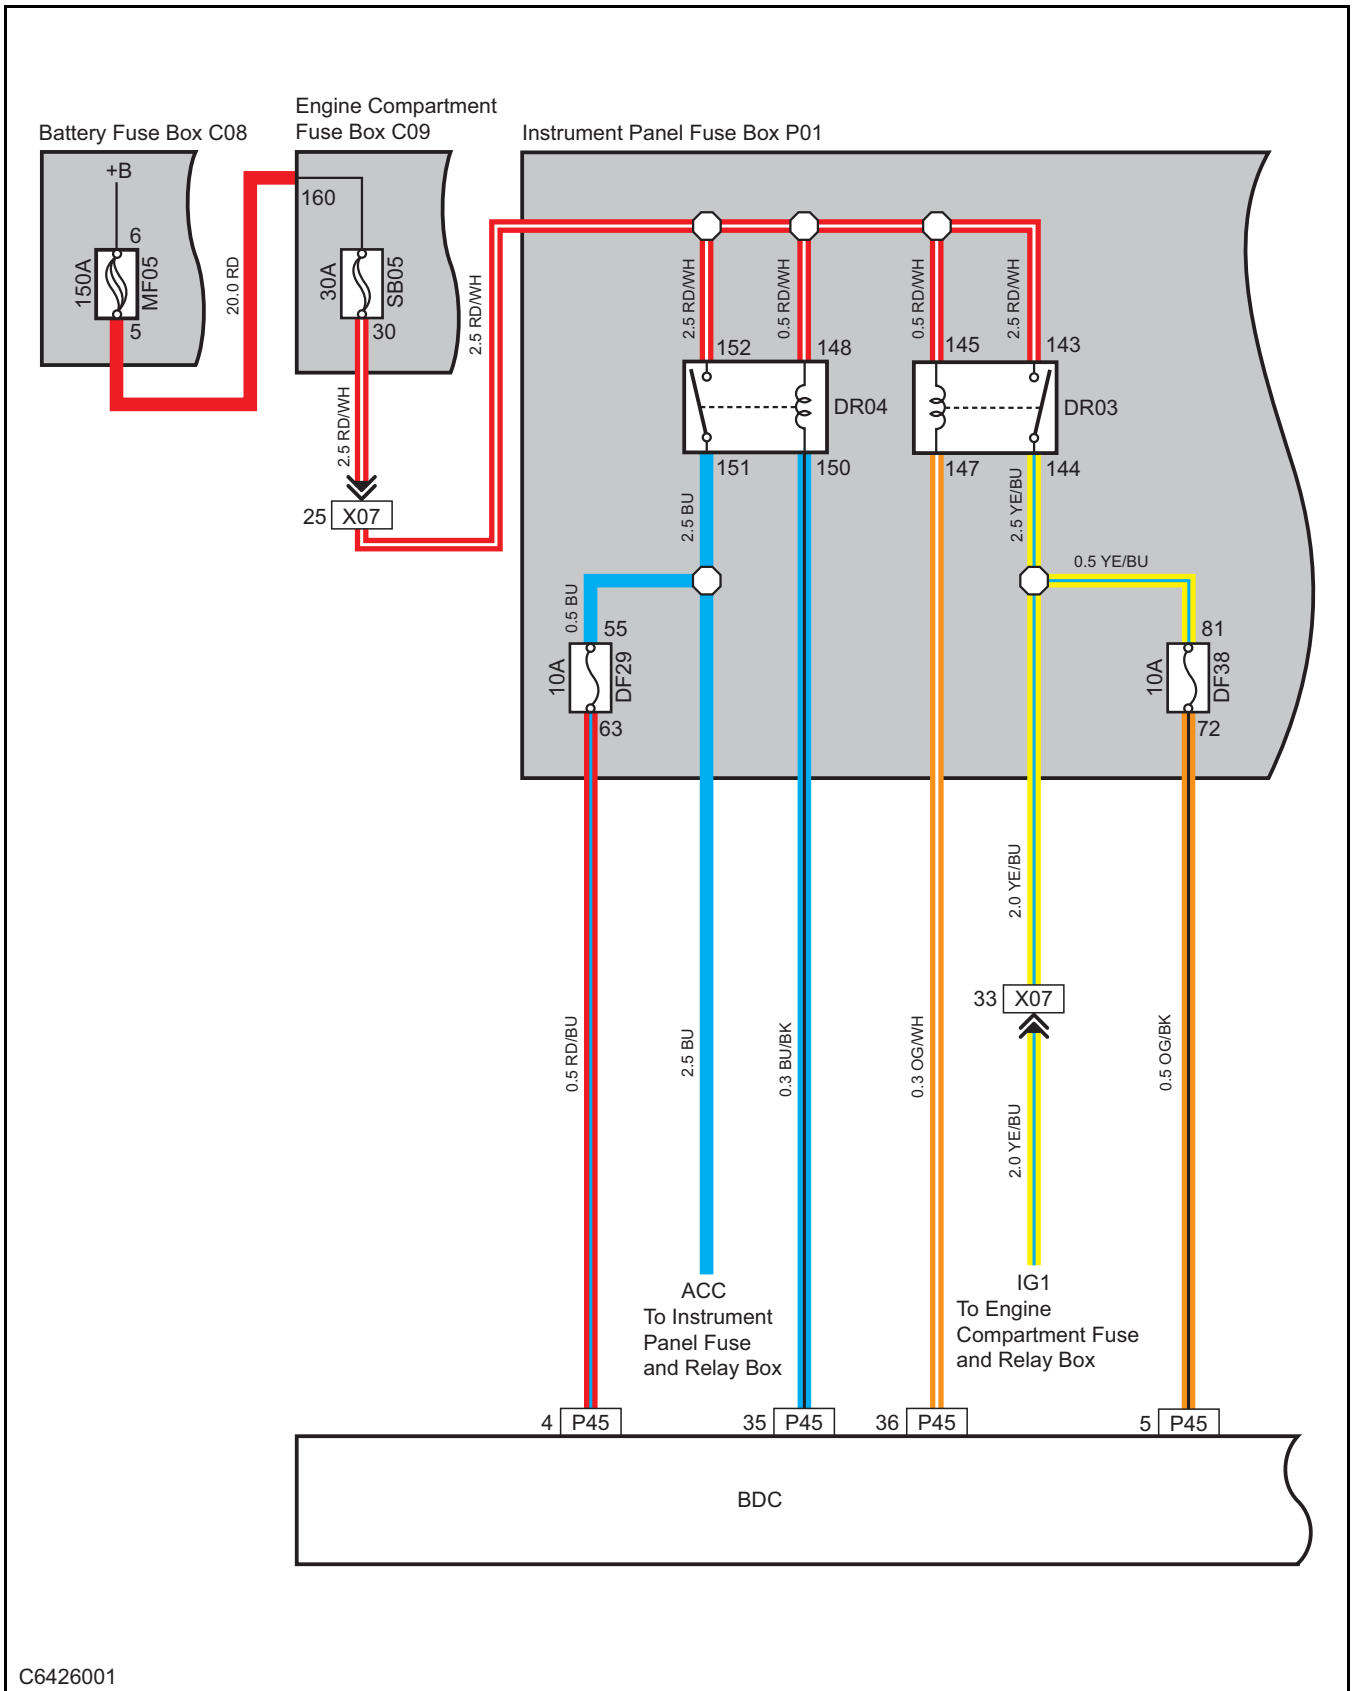 Engine Compartment
Fuse Box C09
Battery Fuse Box C08
Instrument Panel Fuse Box P01
+B
160
6
150A
MF05
5
20.0 RD
30A
SB05
30
2.5 RD/WH
2.5 RD/WH
25 X07
2.5 RD/WH
0.5 RD/WH
0.5 RD/WH
2.5 RD/WH
152
148
145
143
DR04
DR03
151
150
147
144
2.5 BU
2.5 YE/BU
0.5 YE/BU
0.5 BU
55
10A
DF29
63
81
10A
DF38
72
2.0 YE/BU
33 X07
0.5 RD/BU
2.5 BU
0.3 BU/BK
0.3 OG/WH
2.0 YE/BU
0.5 OG/BK
ACC
To Instrument
Panel Fuse
and Relay Box
IG1
To Engine
Compartment Fuse
and Relay Box
4 P45
35 P45
36 P45
5 P45
BDC
C6426001